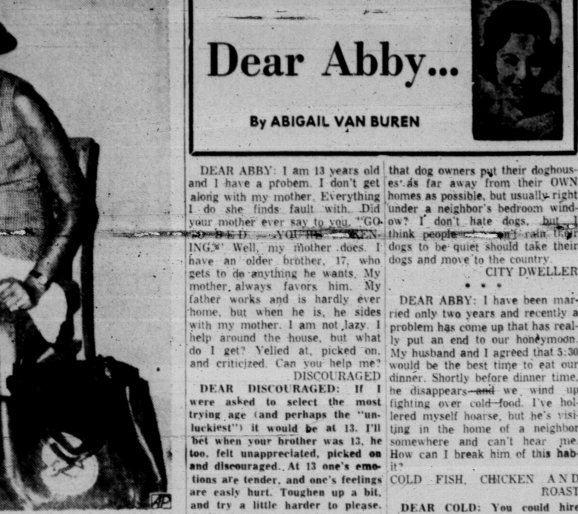 Dear Abby...
By ABIGAIL VAN BUREN
DEAR ABBY: I am 13 years old
and I have a probem. I don't get
along with my mother. Everything
I do she finds fault with. Did
your mother ever say to you, "GO
TO BED
ING." Well, my mother does. I
have an older brother, 17, who
gets to do anything he wants. My
mother always favors him. My
father works and is hardly ever
home, but when he is, he sides
with my mother. I am not lazy. I
help around the house, but what
do I get? Yelled at, picked on,
and criticized. Can you help me?
DISCOURAGED
DEAR DISCOURAGED: If I
were asked to select the most
trying age (and perhaps the "un-
luckiest") it would be at 13. I'll
bet when your brother was 13, he
too, felt unappreciated, picked on
and discouraged. At 13 one's emo-
tions are tender, and one's feelings
are easly hurt. Toughen up a bit,
and try a little harder to please.
that dog owners put their doghous-
es as far away from their OWN
homes as possible, but usually right
under a neighbor's bedroom wind-
ow? I don't hate dogs, but I
think people train their
dogs to be quiet should take their
dogs and move to the country.
CITY DWELLER
* * *
DEAR ABBY: I have been mar-
ried only two years and recently a
problem has come up that has real-
ly put an end to our honeymoon.
My husband and I agreed that 5:30
would be the best time to eat our
dinner. Shortly before dinner time,
he disappears and we wind up
fighting over cold food. I've hol-
lered myself hoarse, but he's visi-
ting in the home of a neighbor
somewhere and can't hear me.
How can I break him of this hab-
it?
COLD FISH, CHICKEN AND
ROAST
DEAR COLD: You could hire
AP